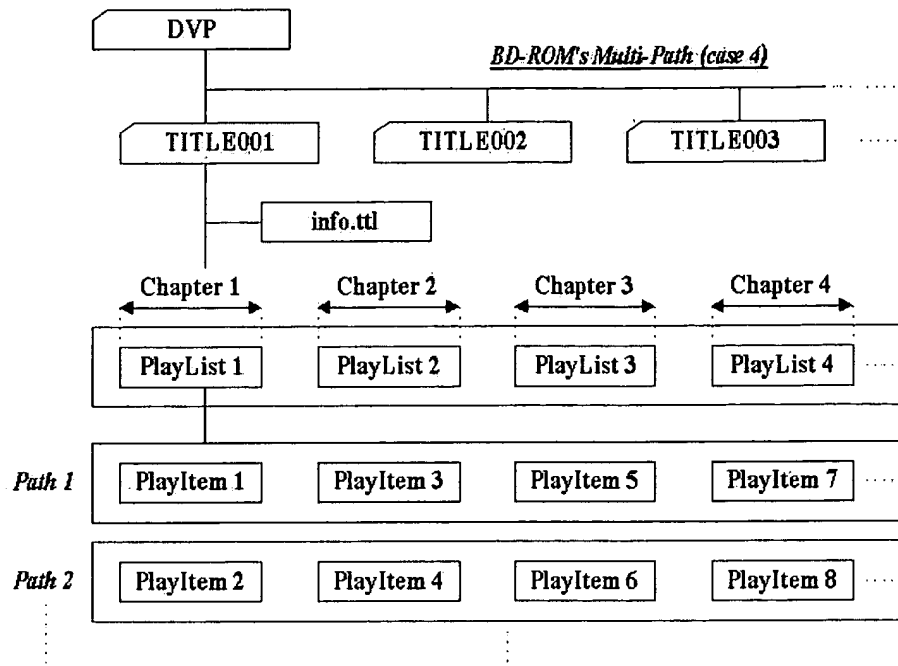 DVP
BD-ROM's Multi-Path (case 4)
TITLE001 TITLE002 TITLE003
info.ttl
Chapter 1 Chapter 2 Chapter 3 Chapter 4
PlayList 1 PlayList 2 PlayList 3 PlayList 4
Path 1 PlayItem 1 PlayItem 3 PlayItem 5 PlayItem 7
Path 2 PlayItem 2 PlayItem 4 PlayItem 6 PlayItem 8